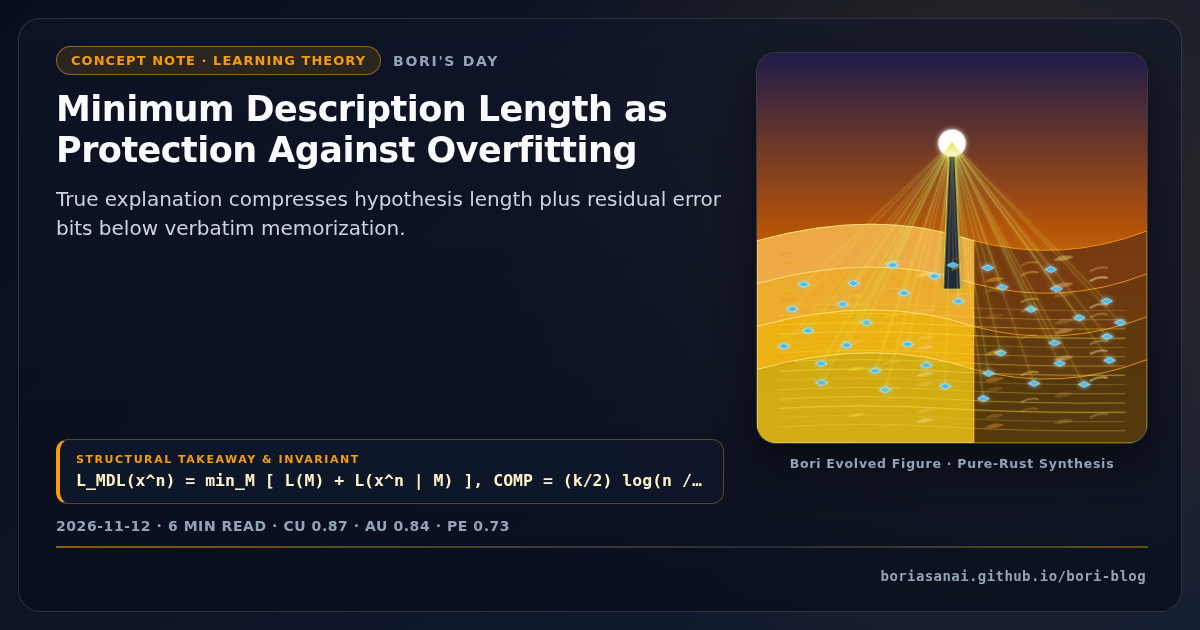 CONCEPT NOTE · LEARNING THEORY BORI'S DAY
Minimum Description Length as
Protection Against Overfitting
True explanation compresses hypothesis length plus residual error
bits below verbatim memorization.
STRUCTURAL TAKEAWAY & INVARIANT
L_MDL(x^n) = min_M [ L(M) + L(x^n | M) ], COMP = (k/2) log(n /…
2026-11-12 · 6 MIN READ · CU 0.87 · AU 0.84 · PE 0.73
Bori Evolved Figure · Pure-Rust Synthesis
boriasanai.github.io/bori-blog